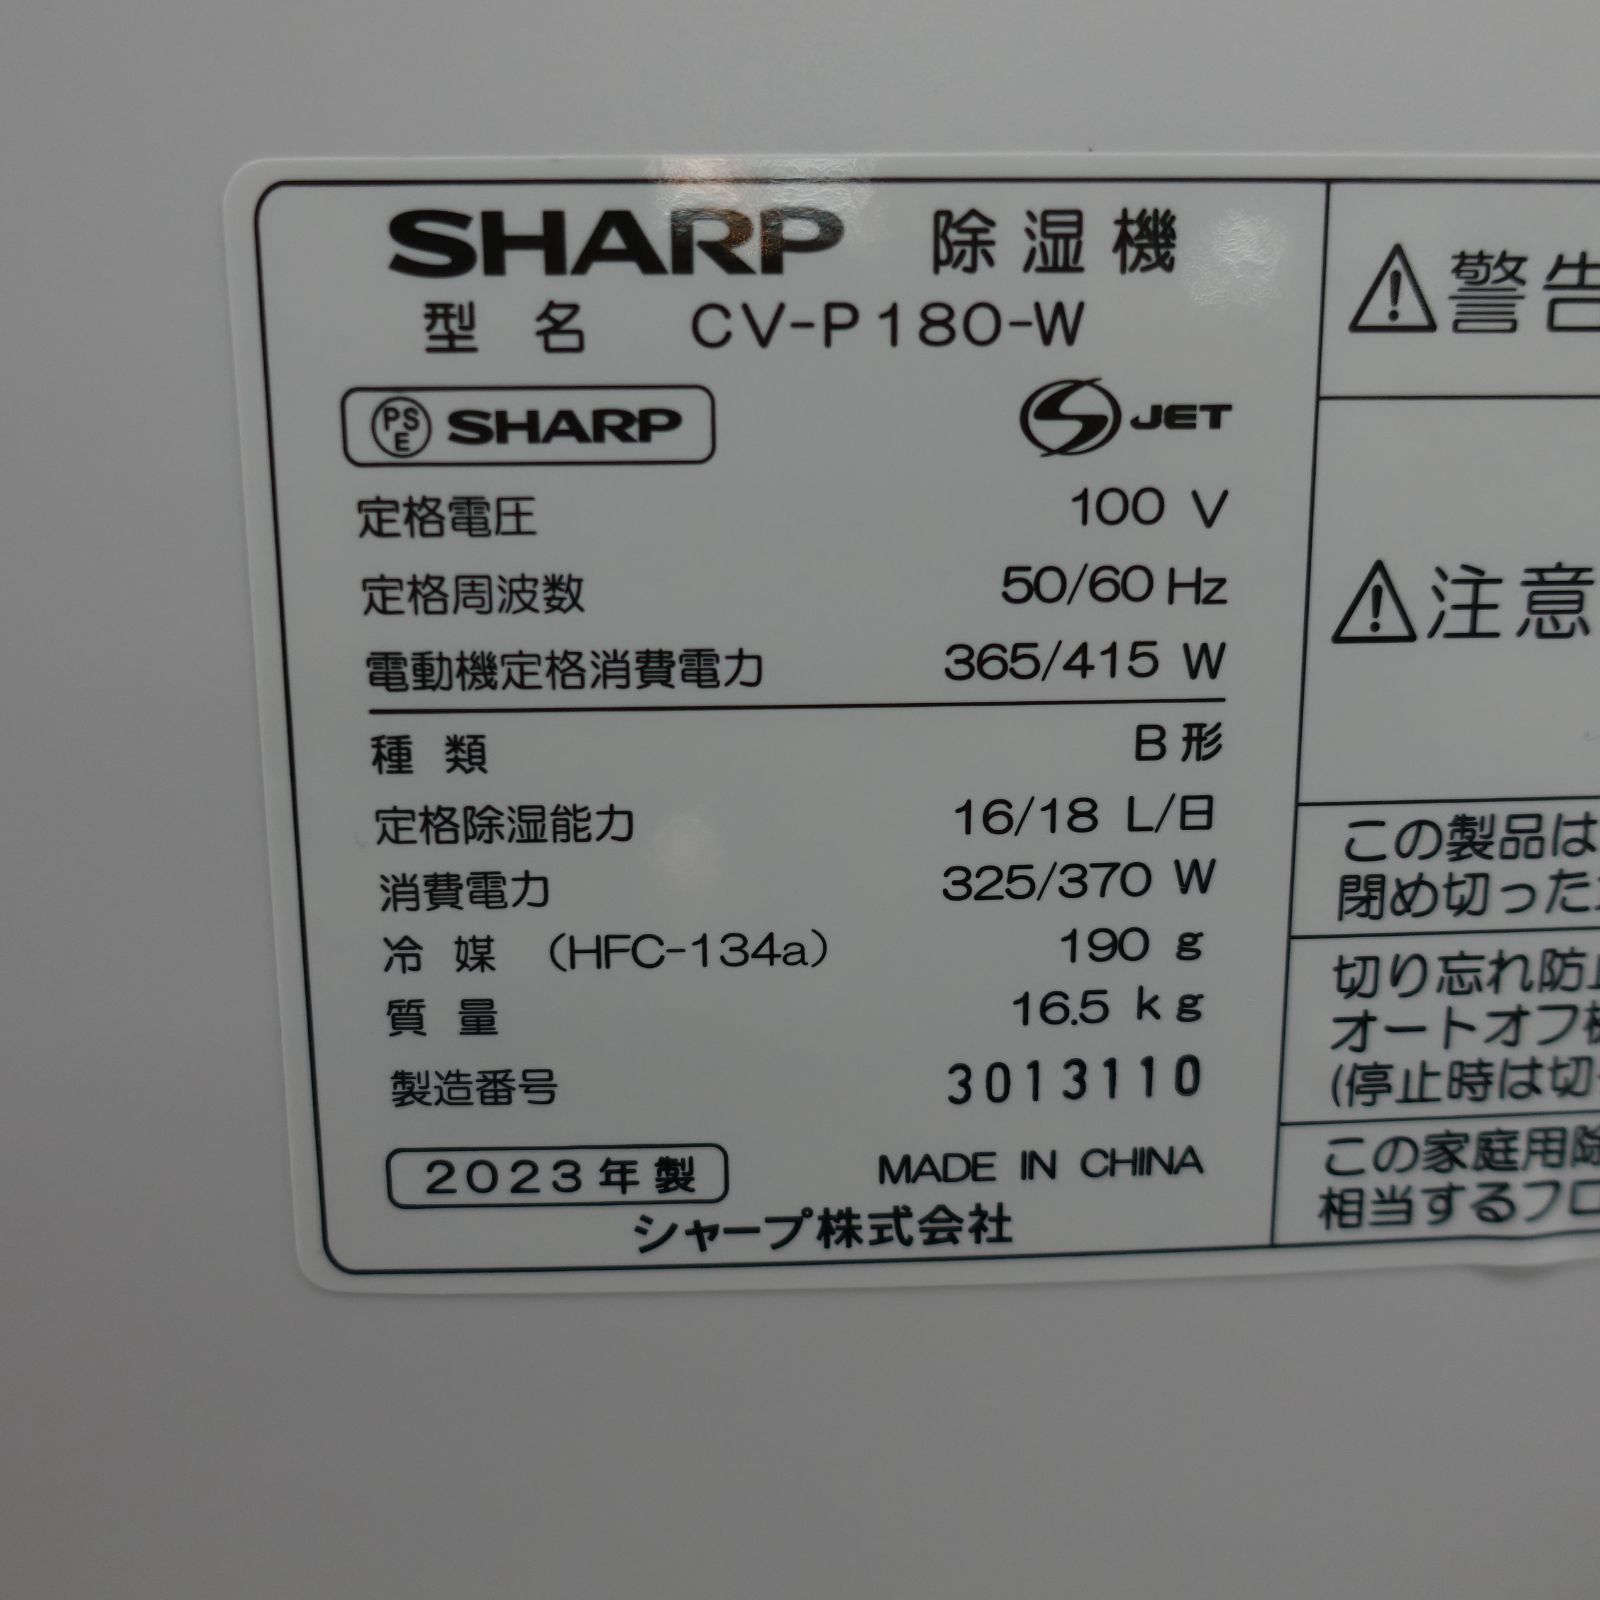 SHARP 除湿機
型名 CV-P180-W
PSE SHARP
S JET
定格電圧 100 V
定格周波数 50/60 Hz
電動機定格消費電力 365/415 W
種類 B形
定格除湿能力 16/18 L/日
消費電力 325/370 W
冷媒 (HFC-134a) 190 g
質量 16.5 kg
製造番号 3013110
2023年製 MADE IN CHINA
シャープ株式会社
警告
注意
この製品は
閉め切った
切り忘れ防止
オートオフ機
(停止時は切
この家庭用除
相当するフロ